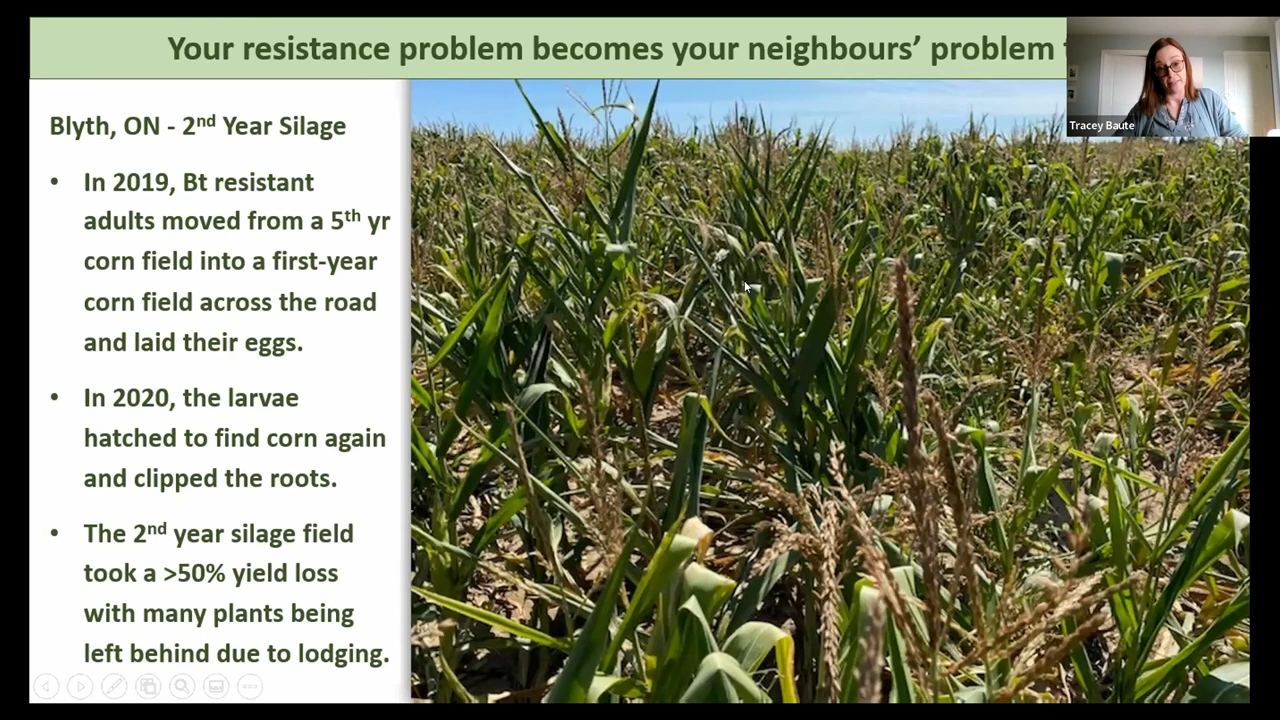 Your resistance problem becomes your neighbours’ problem
Tracey Baute
Blyth, ON - 2nd Year Silage
• In 2019, Bt resistant
adults moved from a 5th yr
corn field into a first-year
corn field across the road
and laid their eggs.
• In 2020, the larvae
hatched to find corn again
and clipped the roots.
• The 2nd year silage field
took a >50% yield loss
with many plants being
left behind due to lodging.